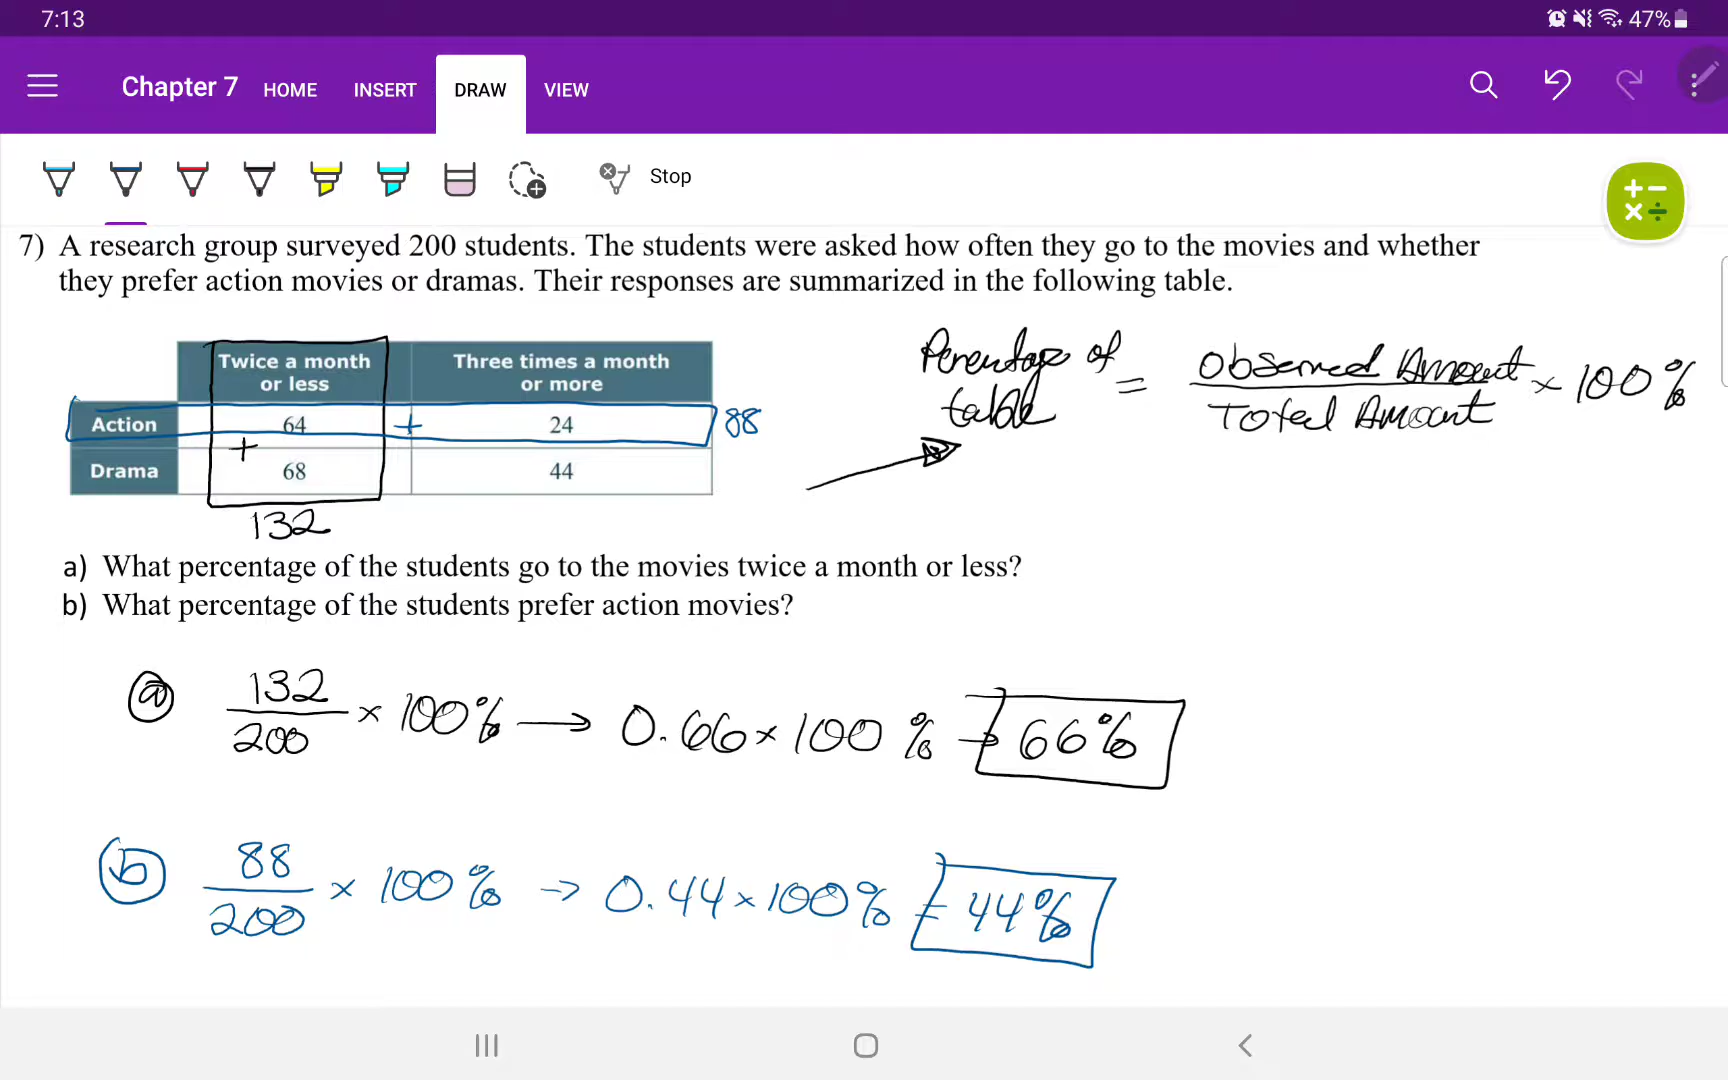 7:13
47%
Chapter 7 HOME INSERT DRAW VIEW
Stop
7) A research group surveyed 200 students. The students were asked how often they go to the movies and whether
they prefer action movies or dramas. Their responses are summarized in the following table.
Twice a month
or less
Three times a month
or more
Action 64 + 24 88
+
Drama 68 44
132
Percentage of
table
= Observed Amount × 100%
Total Amount
a) What percentage of the students go to the movies twice a month or less?
b) What percentage of the students prefer action movies?
a 132
200 × 100% → 0.66 × 100% → 66%
b 88
200 × 100% → 0.44 × 100% = 44%